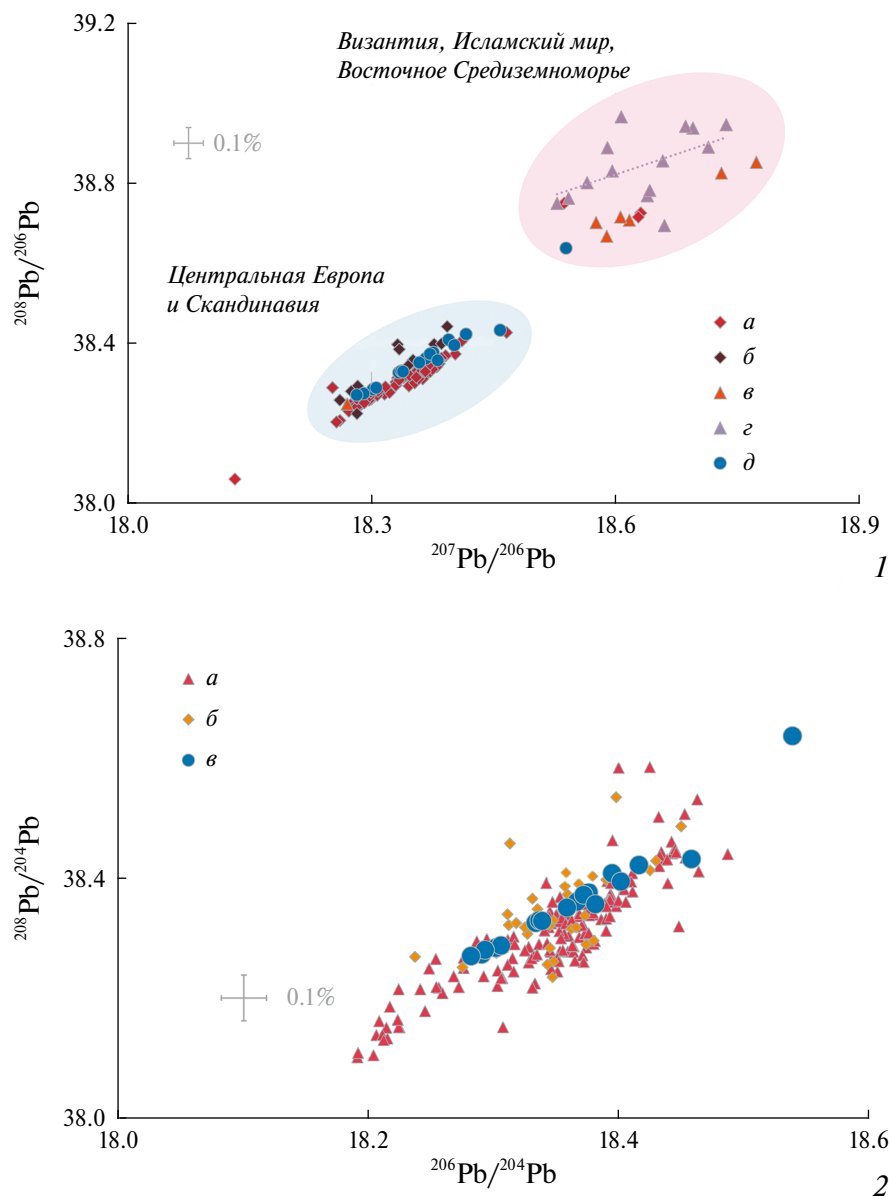 39.2
Византия, Исламский мир,
Восточное Средиземноморье
0.1%
38.8
²⁰⁸Pb/²⁰⁶Pb
Центральная Европа
и Скандинавия
38.4
а
б
в
г
д
38.0
18.0 18.3 18.6 18.9
²⁰⁷Pb/²⁰⁶Pb
1
38.8
а
б
в
²⁰⁸Pb/²⁰⁴Pb
38.4
0.1%
38.0
18.0 18.2 18.4 18.6
²⁰⁶Pb/²⁰⁴Pb
2